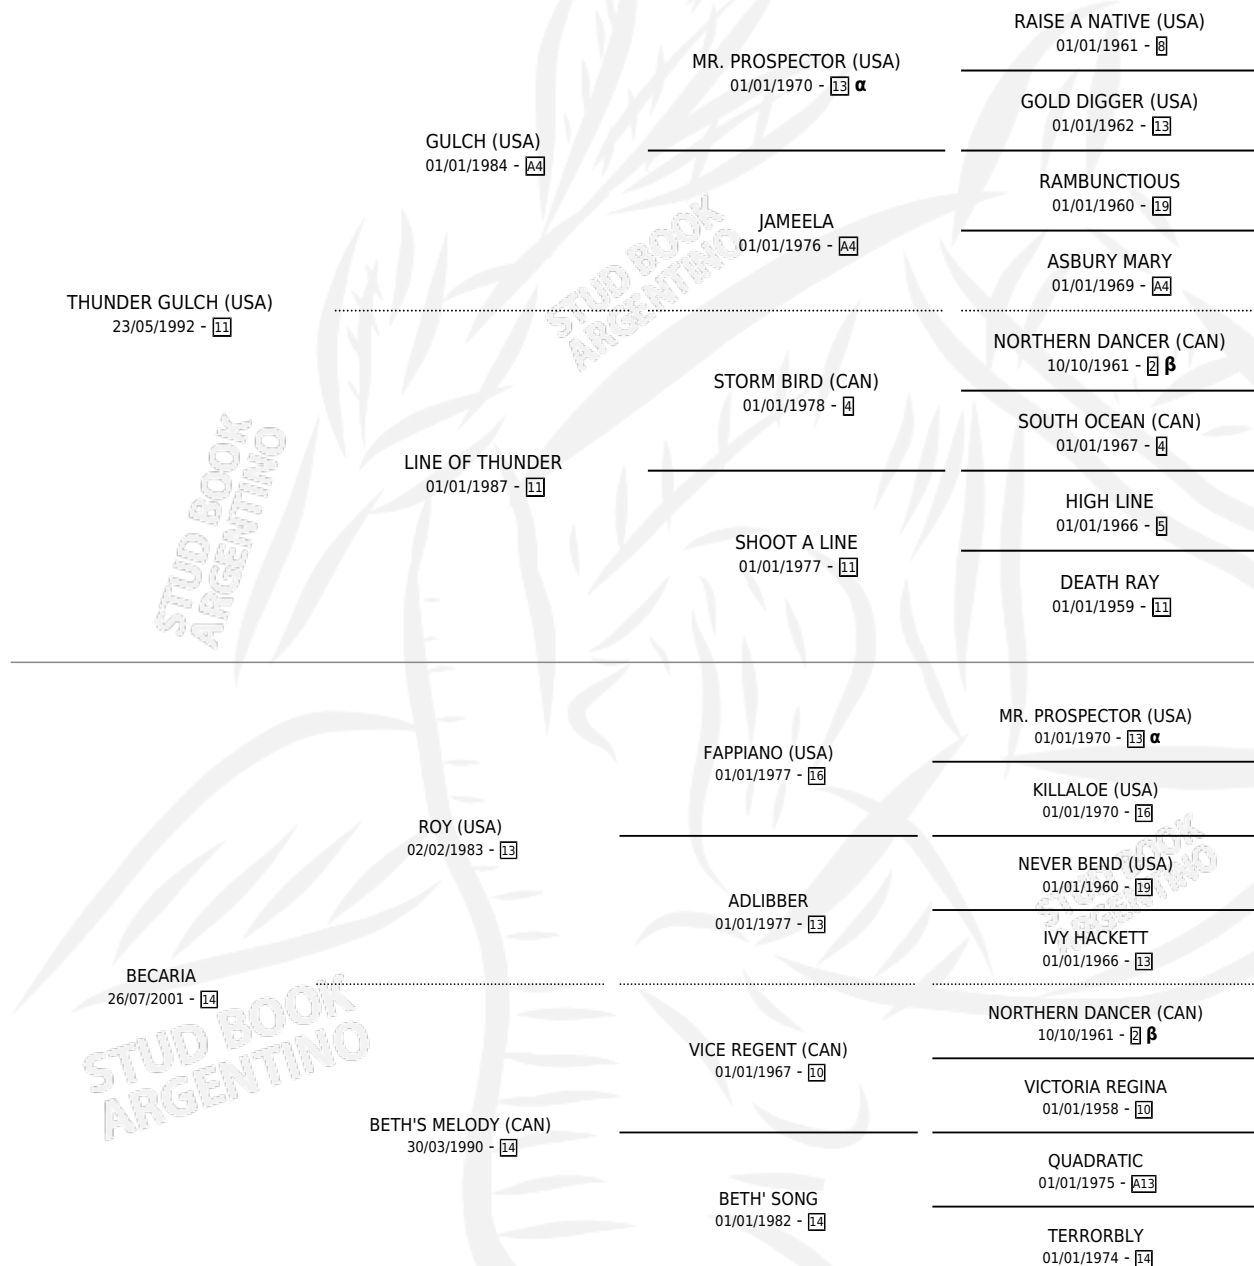 RAISE A NATIVE (USA)
01/01/1961 - 8
MR. PROSPECTOR (USA)
01/01/1970 - 13 α
GOLD DIGGER (USA)
01/01/1962 - 13
GULCH (USA)
01/01/1984 - A4
RAMBUNCTIOUS
01/01/1960 - 19
JAMEELA
01/01/1976 - A4
ASBURY MARY
01/01/1969 - A4
THUNDER GULCH (USA)
23/05/1992 - 11
NORTHERN DANCER (CAN)
10/10/1961 - 2 β
STORM BIRD (CAN)
01/01/1978 - 4
SOUTH OCEAN (CAN)
01/01/1967 - 4
LINE OF THUNDER
01/01/1987 - 11
HIGH LINE
01/01/1966 - 5
SHOOT A LINE
01/01/1977 - 11
DEATH RAY
01/01/1959 - 11
MR. PROSPECTOR (USA)
01/01/1970 - 13 α
FAPPIANO (USA)
01/01/1977 - 16
KILLALOE (USA)
01/01/1970 - 16
ROY (USA)
02/02/1983 - 13
NEVER BEND (USA)
01/01/1960 - 19
ADLIBBER
01/01/1977 - 13
IVY HACKETT
01/01/1966 - 13
BECARIA
26/07/2001 - 14
NORTHERN DANCER (CAN)
10/10/1961 - 2 β
VICE REGENT (CAN)
01/01/1967 - 10
VICTORIA REGINA
01/01/1958 - 10
BETH'S MELODY (CAN)
30/03/1990 - 14
QUADRATIC
01/01/1975 - A13
BETH' SONG
01/01/1982 - 14
TERRORBLY
01/01/1974 - 14
STUD BOOK
ARGENTINO
STUD BOOK
ARGENTINO
STUD BOOK
ARGENTINO
STUD BOOK
ARGENTINO